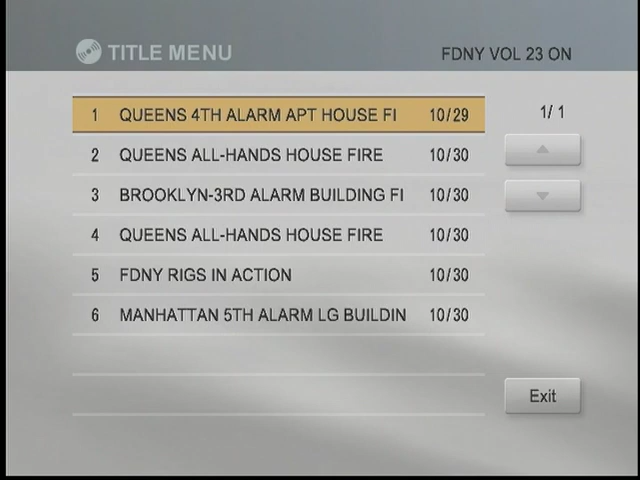 TITLE MENU
FDNY VOL 23 ON
1 QUEENS 4TH ALARM APT HOUSE FI 10/29
1/1
2 QUEENS ALL-HANDS HOUSE FIRE 10/30
3 BROOKLYN-3RD ALARM BUILDING FI 10/30
4 QUEENS ALL-HANDS HOUSE FIRE 10/30
5 FDNY RIGS IN ACTION 10/30
6 MANHATTAN 5TH ALARM LG BUILDIN 10/30
Exit